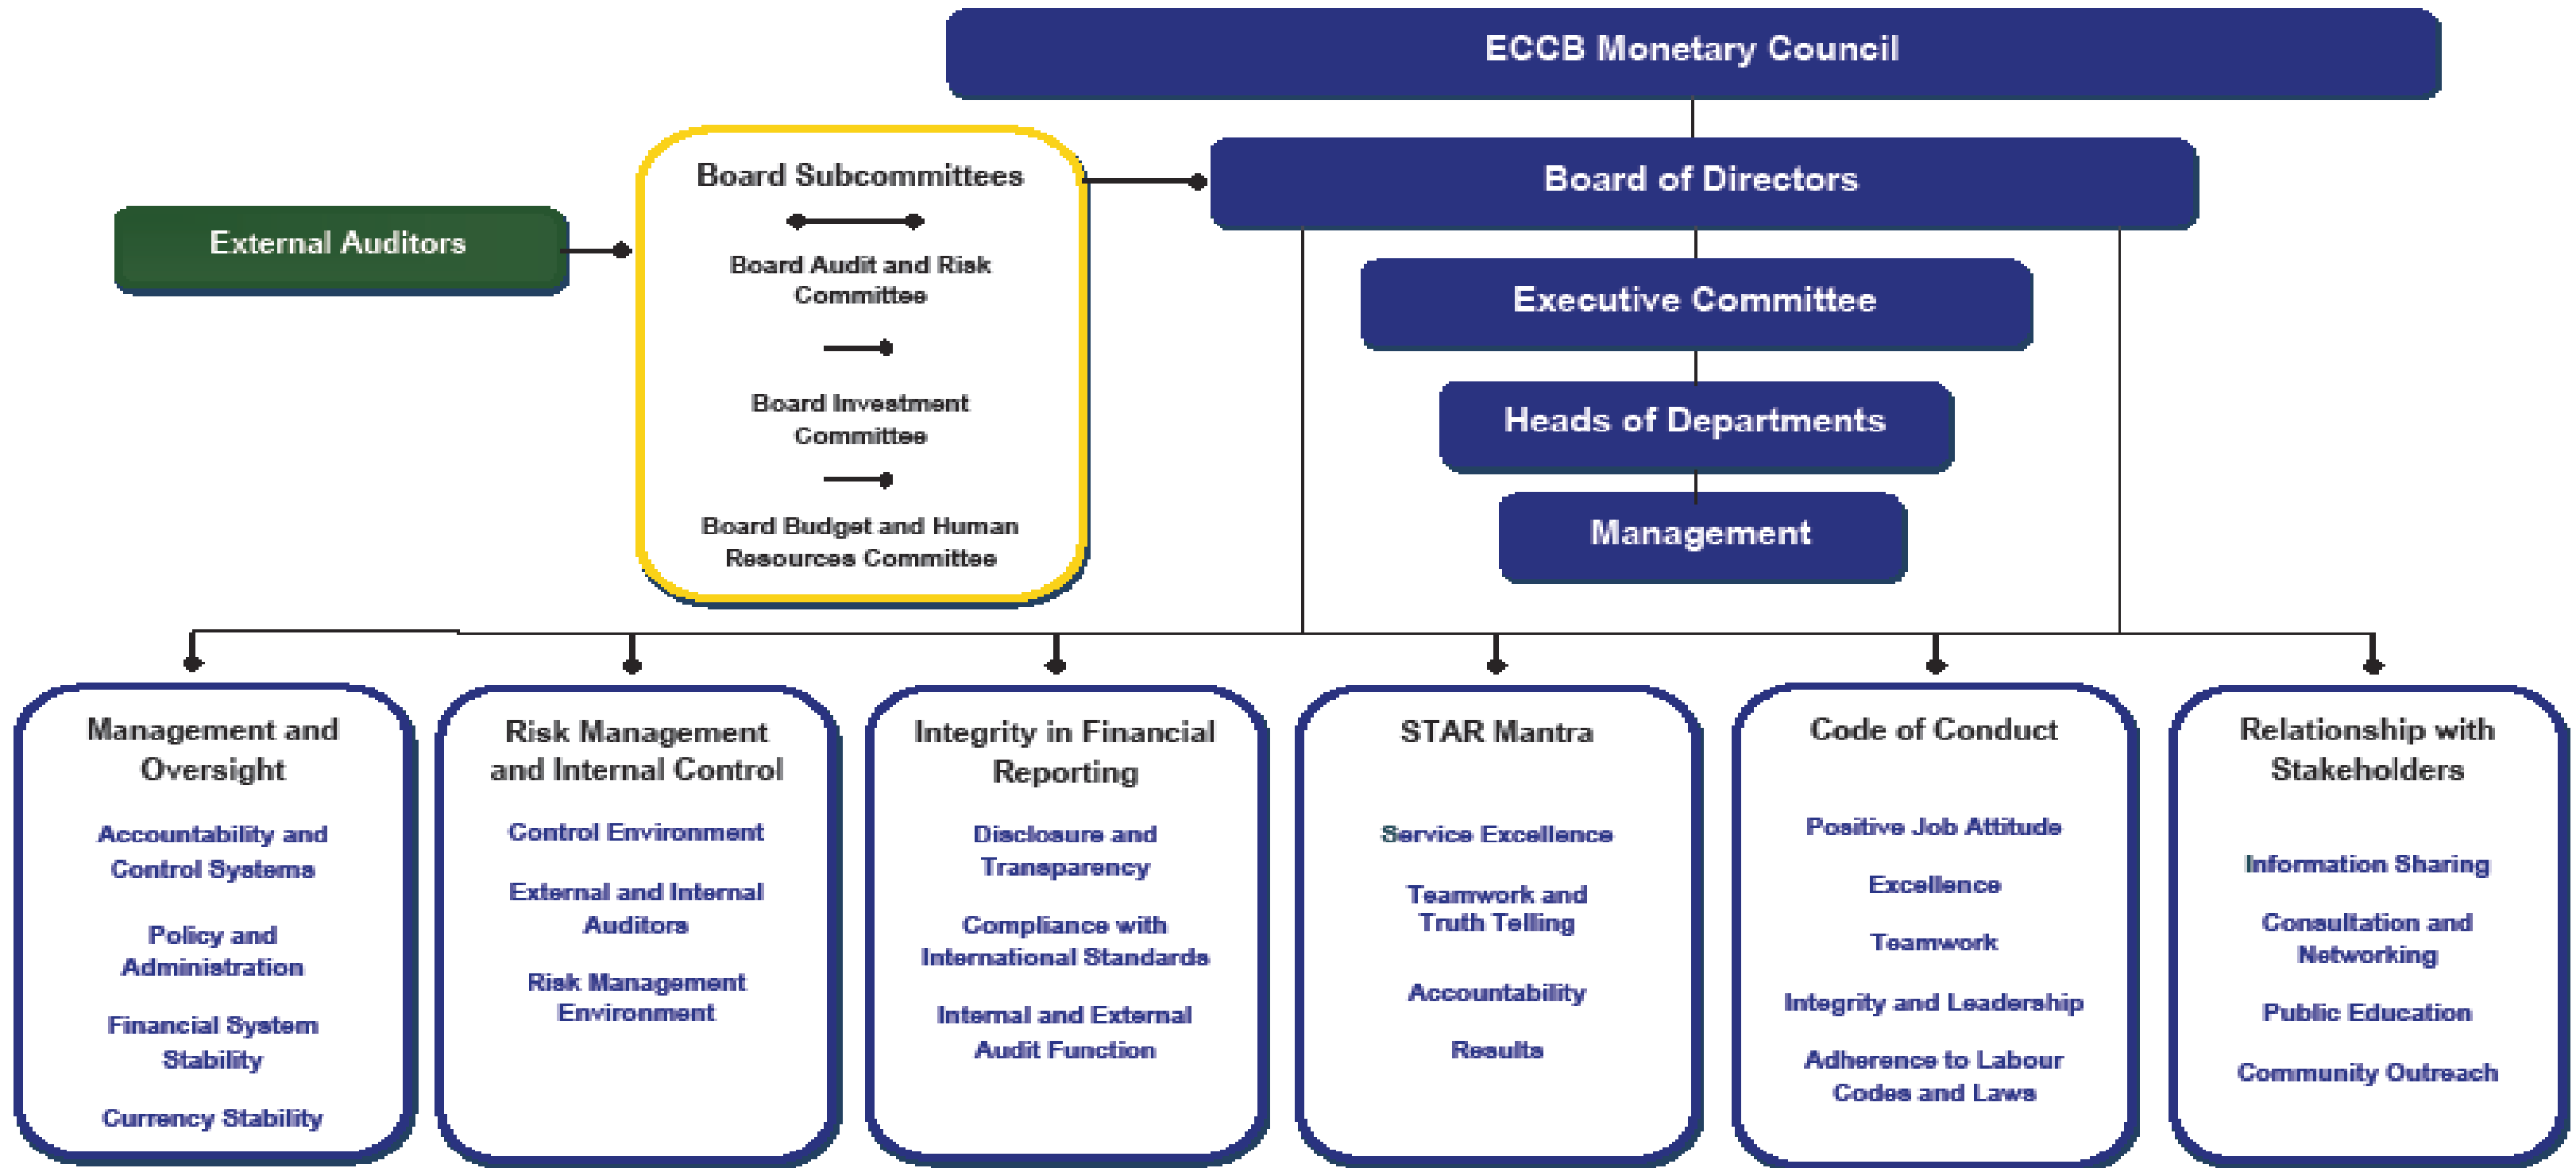 ECCB Monetary Council
Board Subcommittees
Board of Directors
External Auditors
Board Audit and Risk
Committee
Executive Committee
Board Investment
Committee
Heads of Departments
Board Budget and Human
Resources Committee
Management
Management and
Oversight
Accountability and
Control Systems
Policy and
Administration
Financial System
Stability
Currency Stability
Risk Management
and Internal Control
Control Environment
External and Internal
Auditors
Risk Management
Environment
Integrity in Financial
Reporting
Disclosure and
Transparency
Compliance with
International Standards
Internal and External
Audit Function
STAR Mantra
Service Excellence
Teamwork and
Truth Telling
Accountability
Results
Code of Conduct
Positive Job Attitude
Excellence
Teamwork
Integrity and Leadership
Adherence to Labour
Codes and Laws
Relationship with
Stakeholders
Information Sharing
Consultation and
Networking
Public Education
Community Outreach